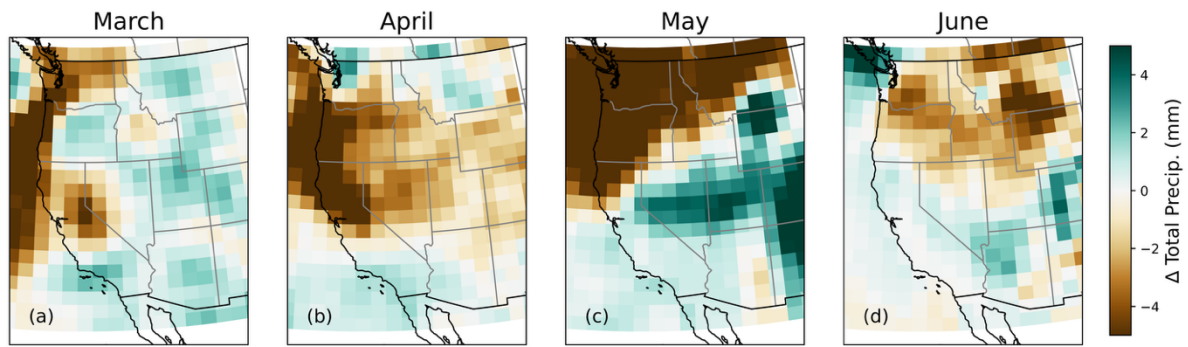 March
April
May
June
(a)
(b)
(c)
(d)
4
2
0
−2
−4
Δ Total Precip. (mm)